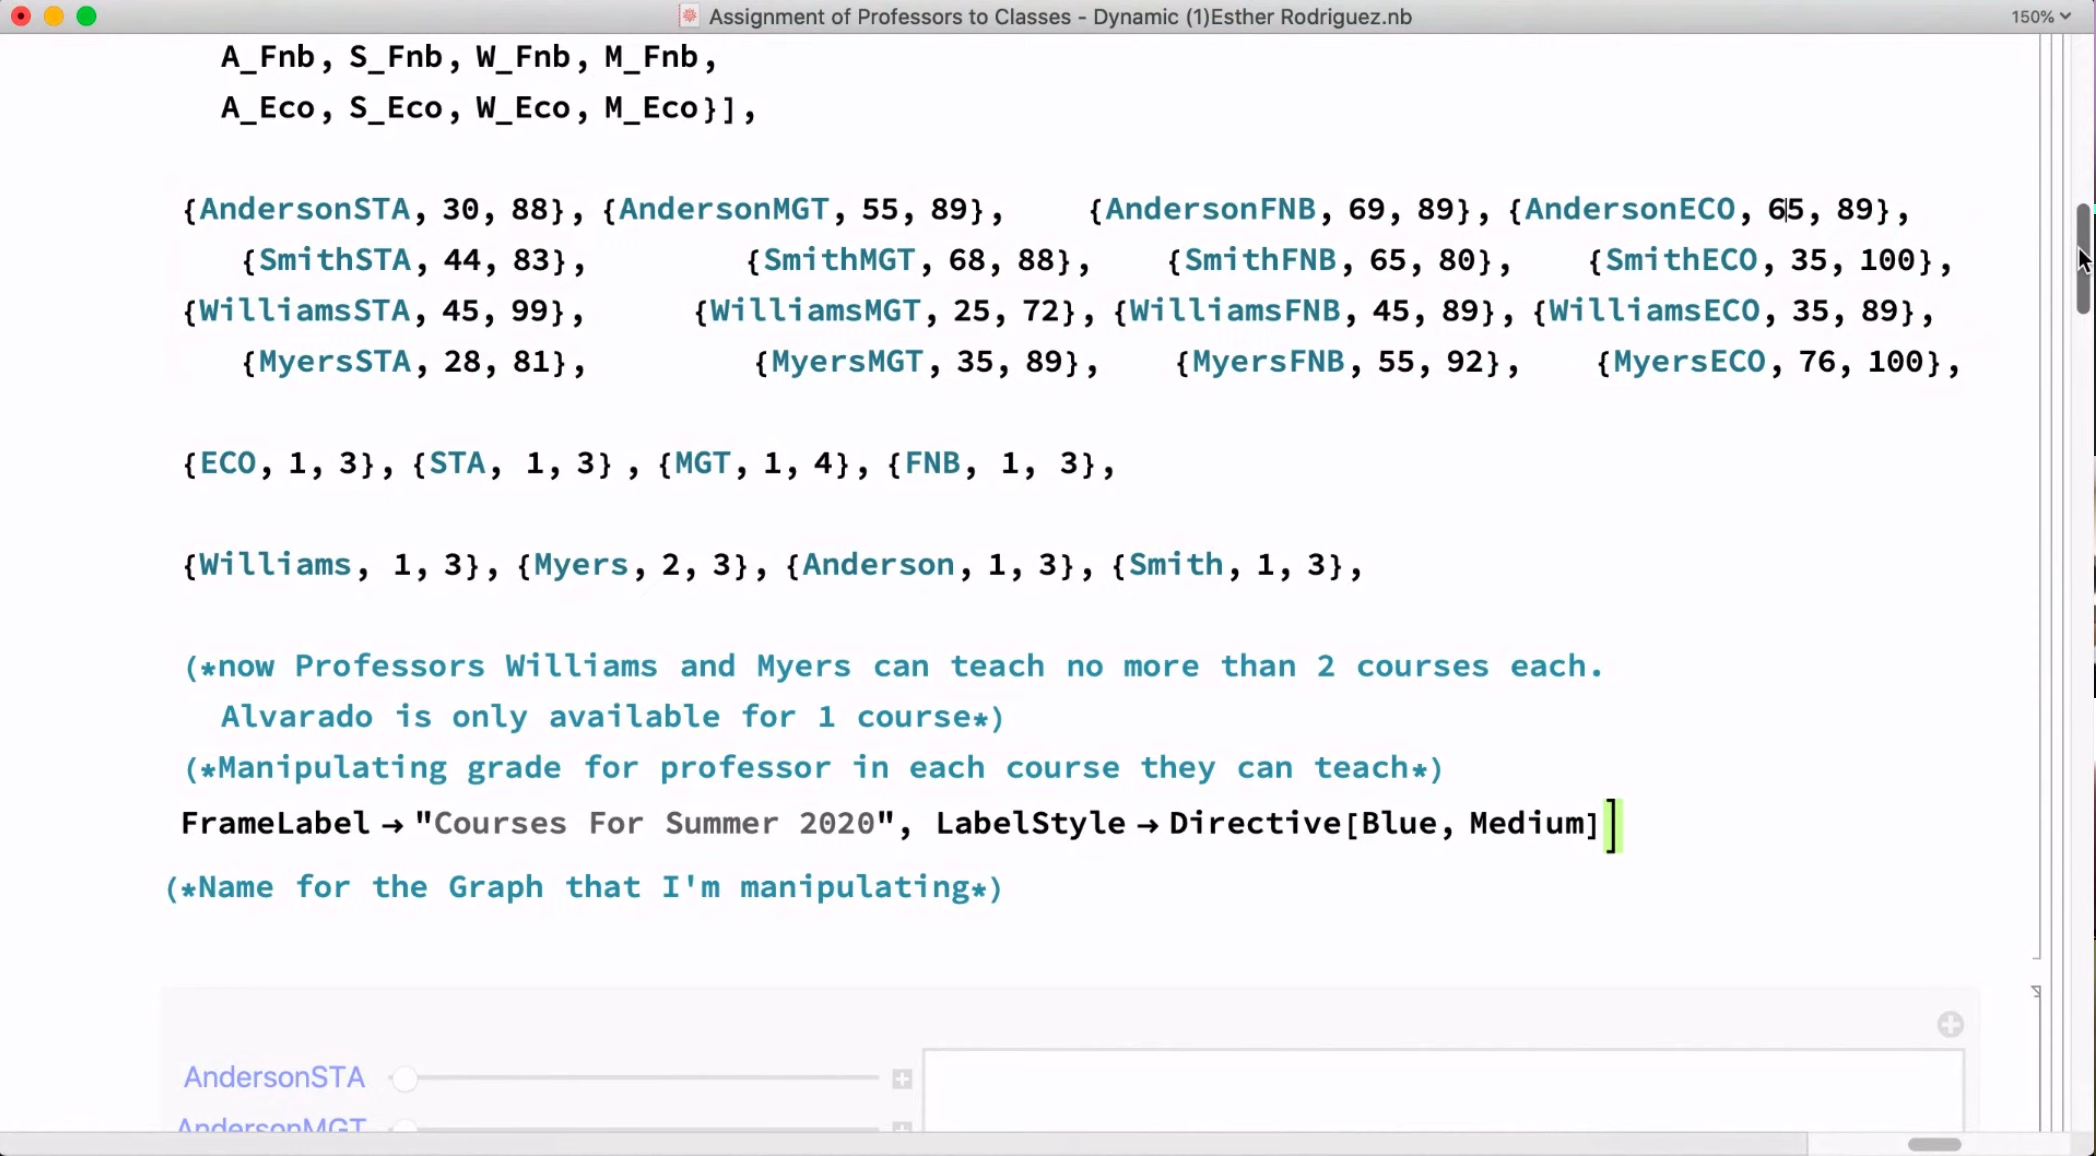 Assignment of Professors to Classes - Dynamic (1)Esther Rodriguez.nb
150%
A_Fnb, S_Fnb, W_Fnb, M_Fnb,
A_Eco, S_Eco, W_Eco, M_Eco}],
{AndersonSTA, 30, 88}, {AndersonMGT, 55, 89}, {AndersonFNB, 69, 89}, {AndersonECO, 65, 89},
{SmithSTA, 44, 83}, {SmithMGT, 68, 88}, {SmithFNB, 65, 80}, {SmithECO, 35, 100},
{WilliamsSTA, 45, 99}, {WilliamsMGT, 25, 72}, {WilliamsFNB, 45, 89}, {WilliamsECO, 35, 89},
{MyersSTA, 28, 81}, {MyersMGT, 35, 89}, {MyersFNB, 55, 92}, {MyersECO, 76, 100},
{ECO, 1, 3}, {STA, 1, 3} , {MGT, 1, 4}, {FNB, 1, 3},
{Williams, 1, 3}, {Myers, 2, 3}, {Anderson, 1, 3}, {Smith, 1, 3},
(*now Professors Williams and Myers can teach no more than 2 courses each.
Alvarado is only available for 1 course*)
(*Manipulating grade for professor in each course they can teach*)
FrameLabel → "Courses For Summer 2020", LabelStyle → Directive[Blue, Medium]]
(*Name for the Graph that I'm manipulating*)
AndersonSTA
AndersonMGT